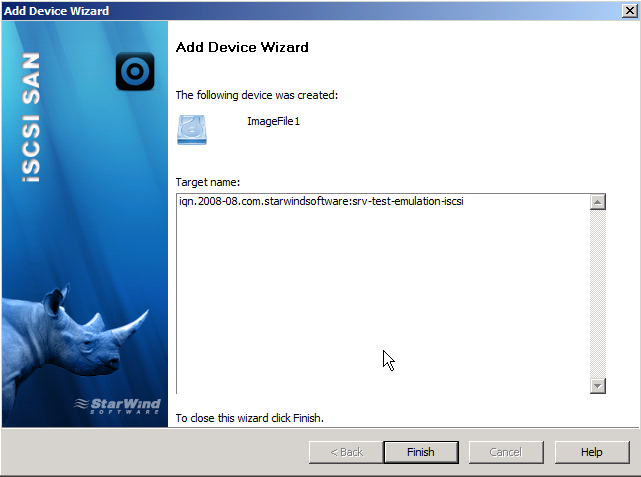 Add Device Wizard
iSCSI SAN
Add Device Wizard
The following device was created:
ImageFile1
Target name:
iqn.2008-08.com.starwindsoftware:srv-test-emulation-iscsi
StarWind
SOFTWARE
To close this wizard click Finish.
< Back
Finish
Cancel
Help